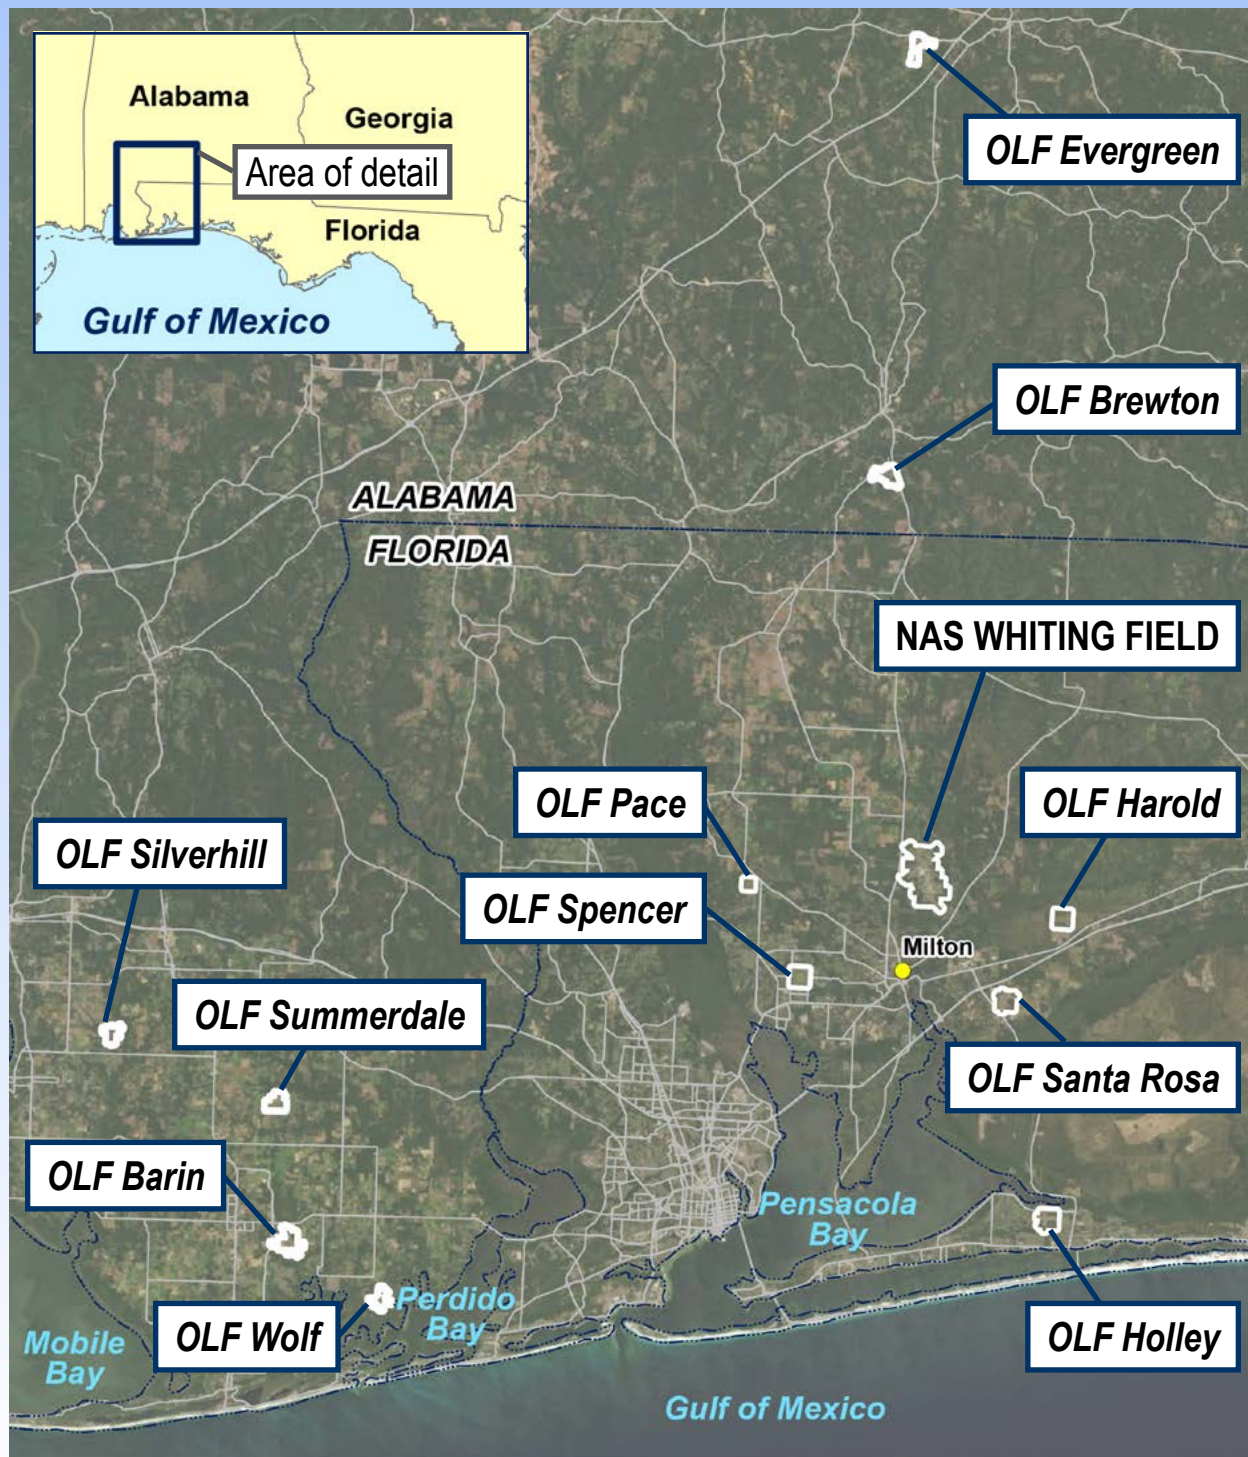 Alabama
Georgia
Area of detail
Florida
Gulf of Mexico
OLF Evergreen
OLF Brewton
ALABAMA
FLORIDA
NAS WHITING FIELD
OLF Pace
OLF Harold
OLF Silverhill
OLF Spencer
Milton
OLF Summerdale
OLF Santa Rosa
OLF Barin
Pensacola
Bay
Perdido
Bay
OLF Wolf
Mobile
Bay
OLF Holley
Gulf of Mexico